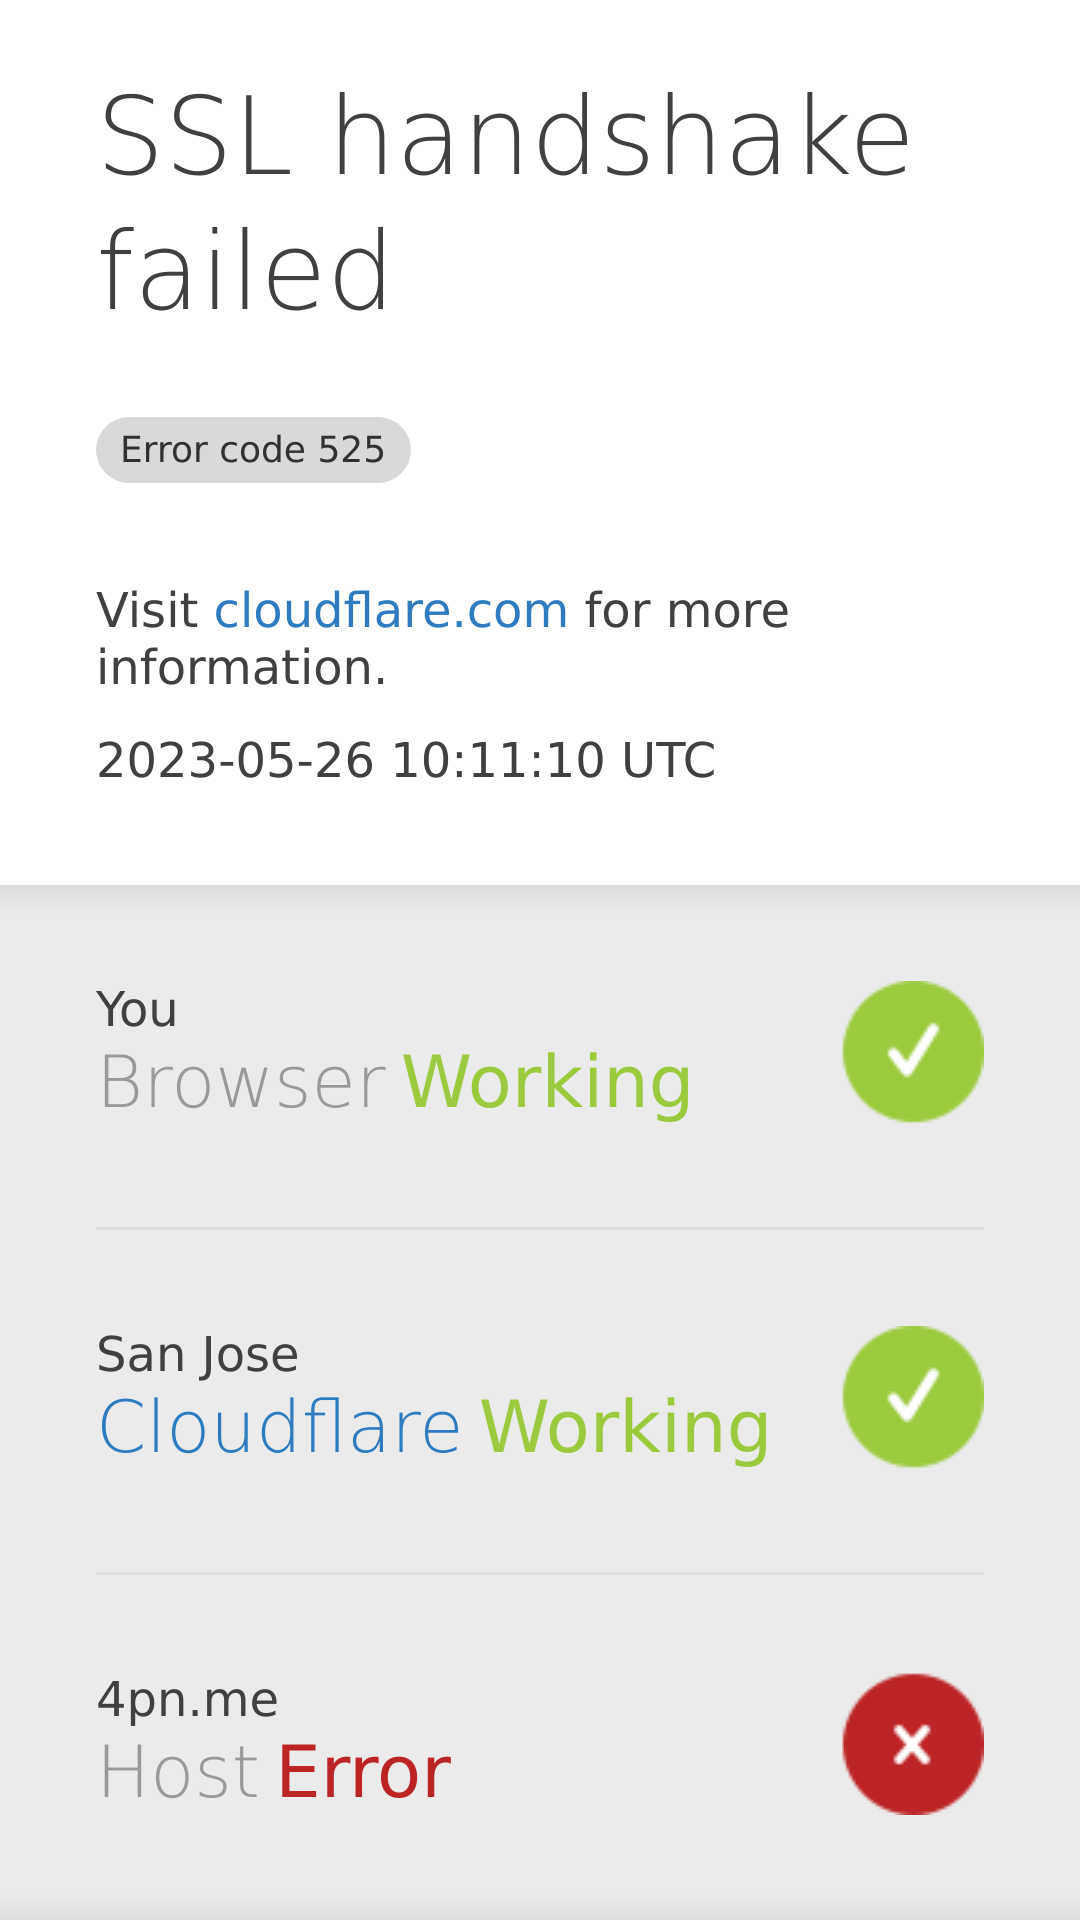 SSL handshake
failed
Error code 525
Visit cloudflare.com for more
information.
2023-05-26 10:11:10 UTC
You
Browser Working
San Jose
Cloudflare Working
4pn.me
Host Error